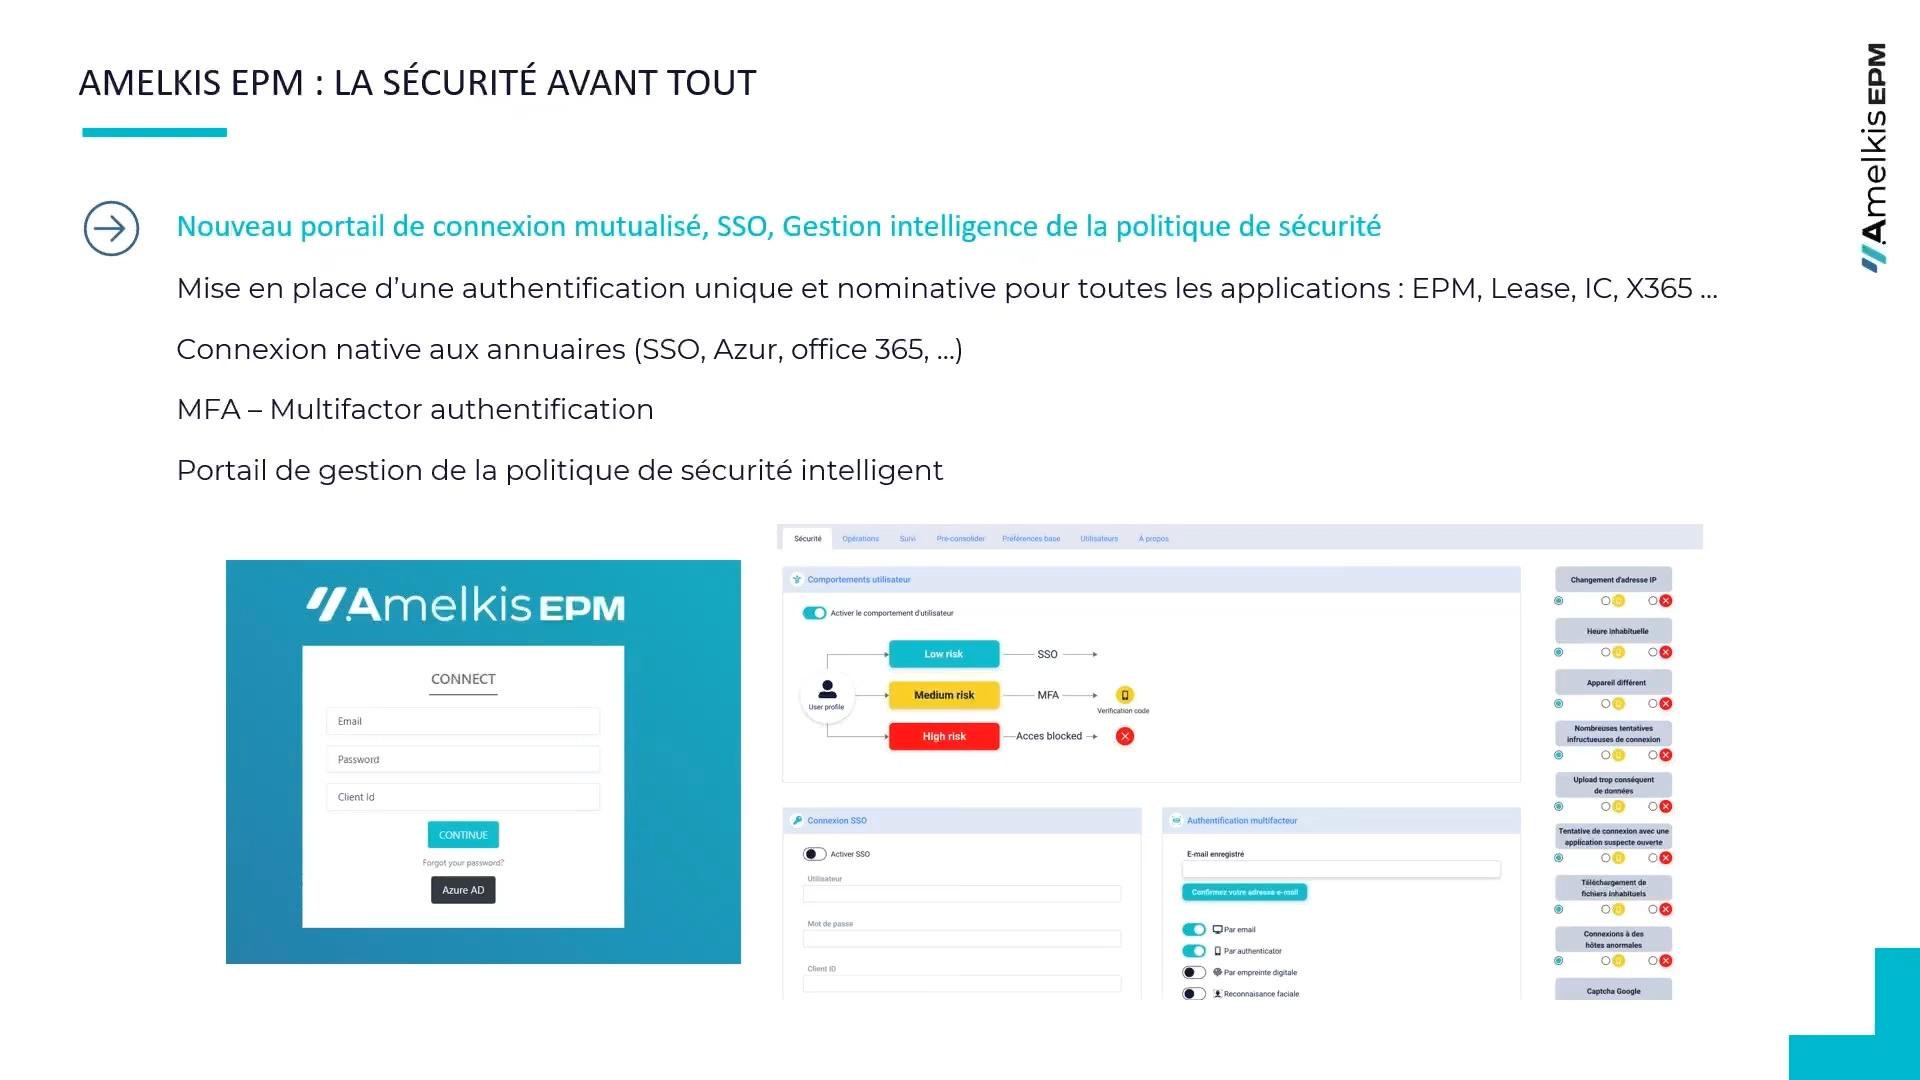 AMELKIS EPM : LA SÉCURITÉ AVANT TOUT
Amelkis EPM
Nouveau portail de connexion mutualisé, SSO, Gestion intelligence de la politique de sécurité
Mise en place d’une authentification unique et nominative pour toutes les applications : EPM, Lease, IC, X365 ...
Connexion native aux annuaires (SSO, Azur, office 365, ...)
MFA – Multifactor authentification
Portail de gestion de la politique de sécurité intelligent
Amelkis EPM
CONNECT
Email
Password
Client Id
CONTINUE
Forgot your password?
Azure AD
Sécurité Opérations Suivi Pre-consolider Préférences base Utilisateurs À propos
Comportements utilisateur
Activer le comportement d'utilisateur
User profile
Low risk SSO
Medium risk MFA
Verification code
High risk Acces blocked
Connexion SSO
Activer SSO
Utilisateur
Mot de passe
Client ID
Authentification multifacteur
E-mail enregistré
Confirmez votre adresse e-mail
Par email
Par authenticator
Par empreinte digitale
Reconnaisance faciale
Changement d'adresse IP
Heure inhabituelle
Appareil différent
Nombreuses tentatives
infructueuses de connexion
Upload trop conséquent
de données
Tentative de connexion avec une
application suspecte ouverte
Téléchargement de
fichiers inhabituels
Connexions à des
hôtes anormales
Captcha Google